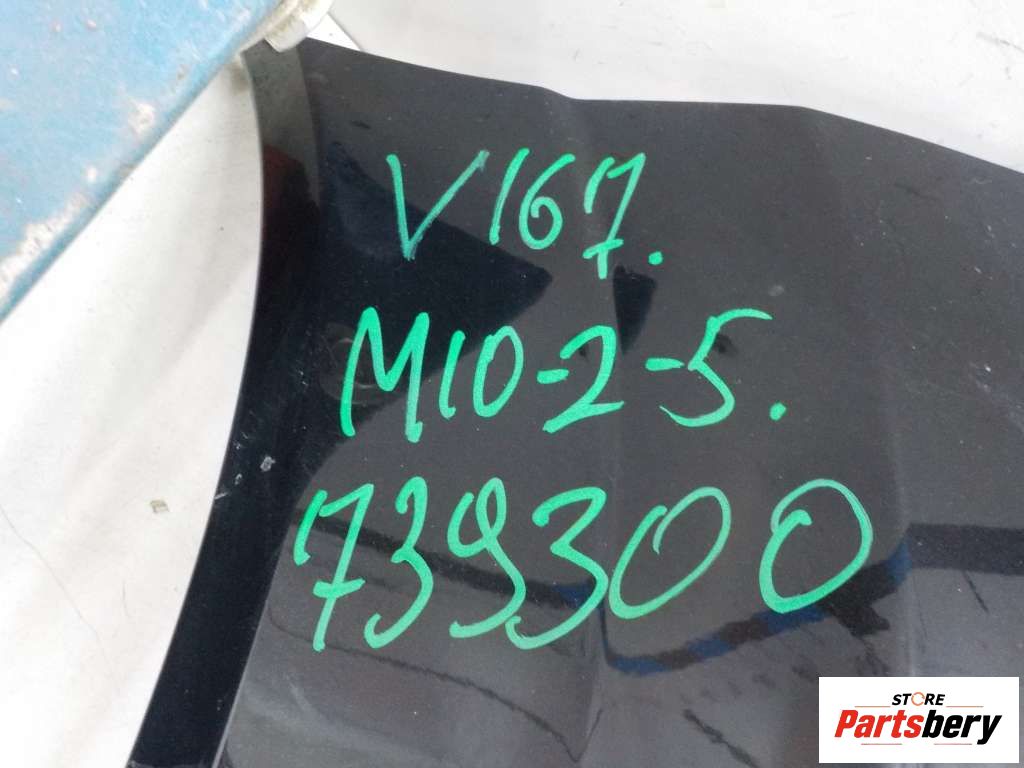 V167.
M10-2-5.
739300
STORE
Partsbery